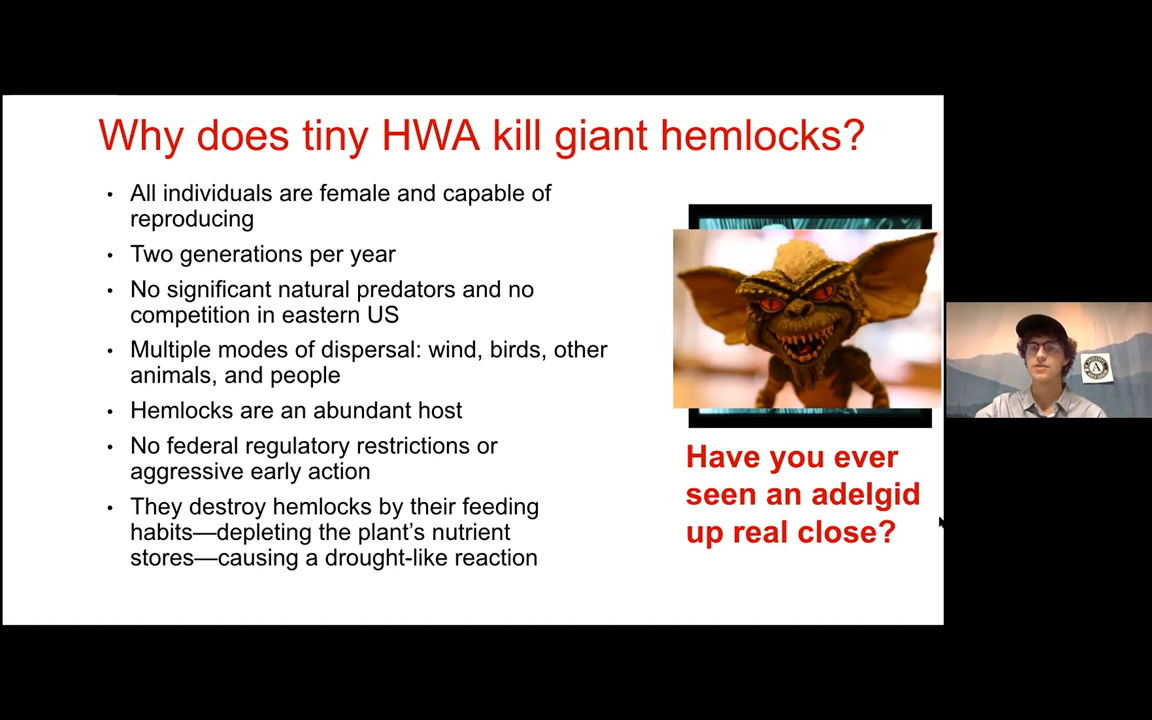 Why does tiny HWA kill giant hemlocks?
• All individuals are female and capable of
reproducing
• Two generations per year
• No significant natural predators and no
competition in eastern US
• Multiple modes of dispersal: wind, birds, other
animals, and people
• Hemlocks are an abundant host
• No federal regulatory restrictions or
aggressive early action
• They destroy hemlocks by their feeding
habits—depleting the plant’s nutrient
stores—causing a drought-like reaction
Have you ever
seen an adelgid
up real close?
A